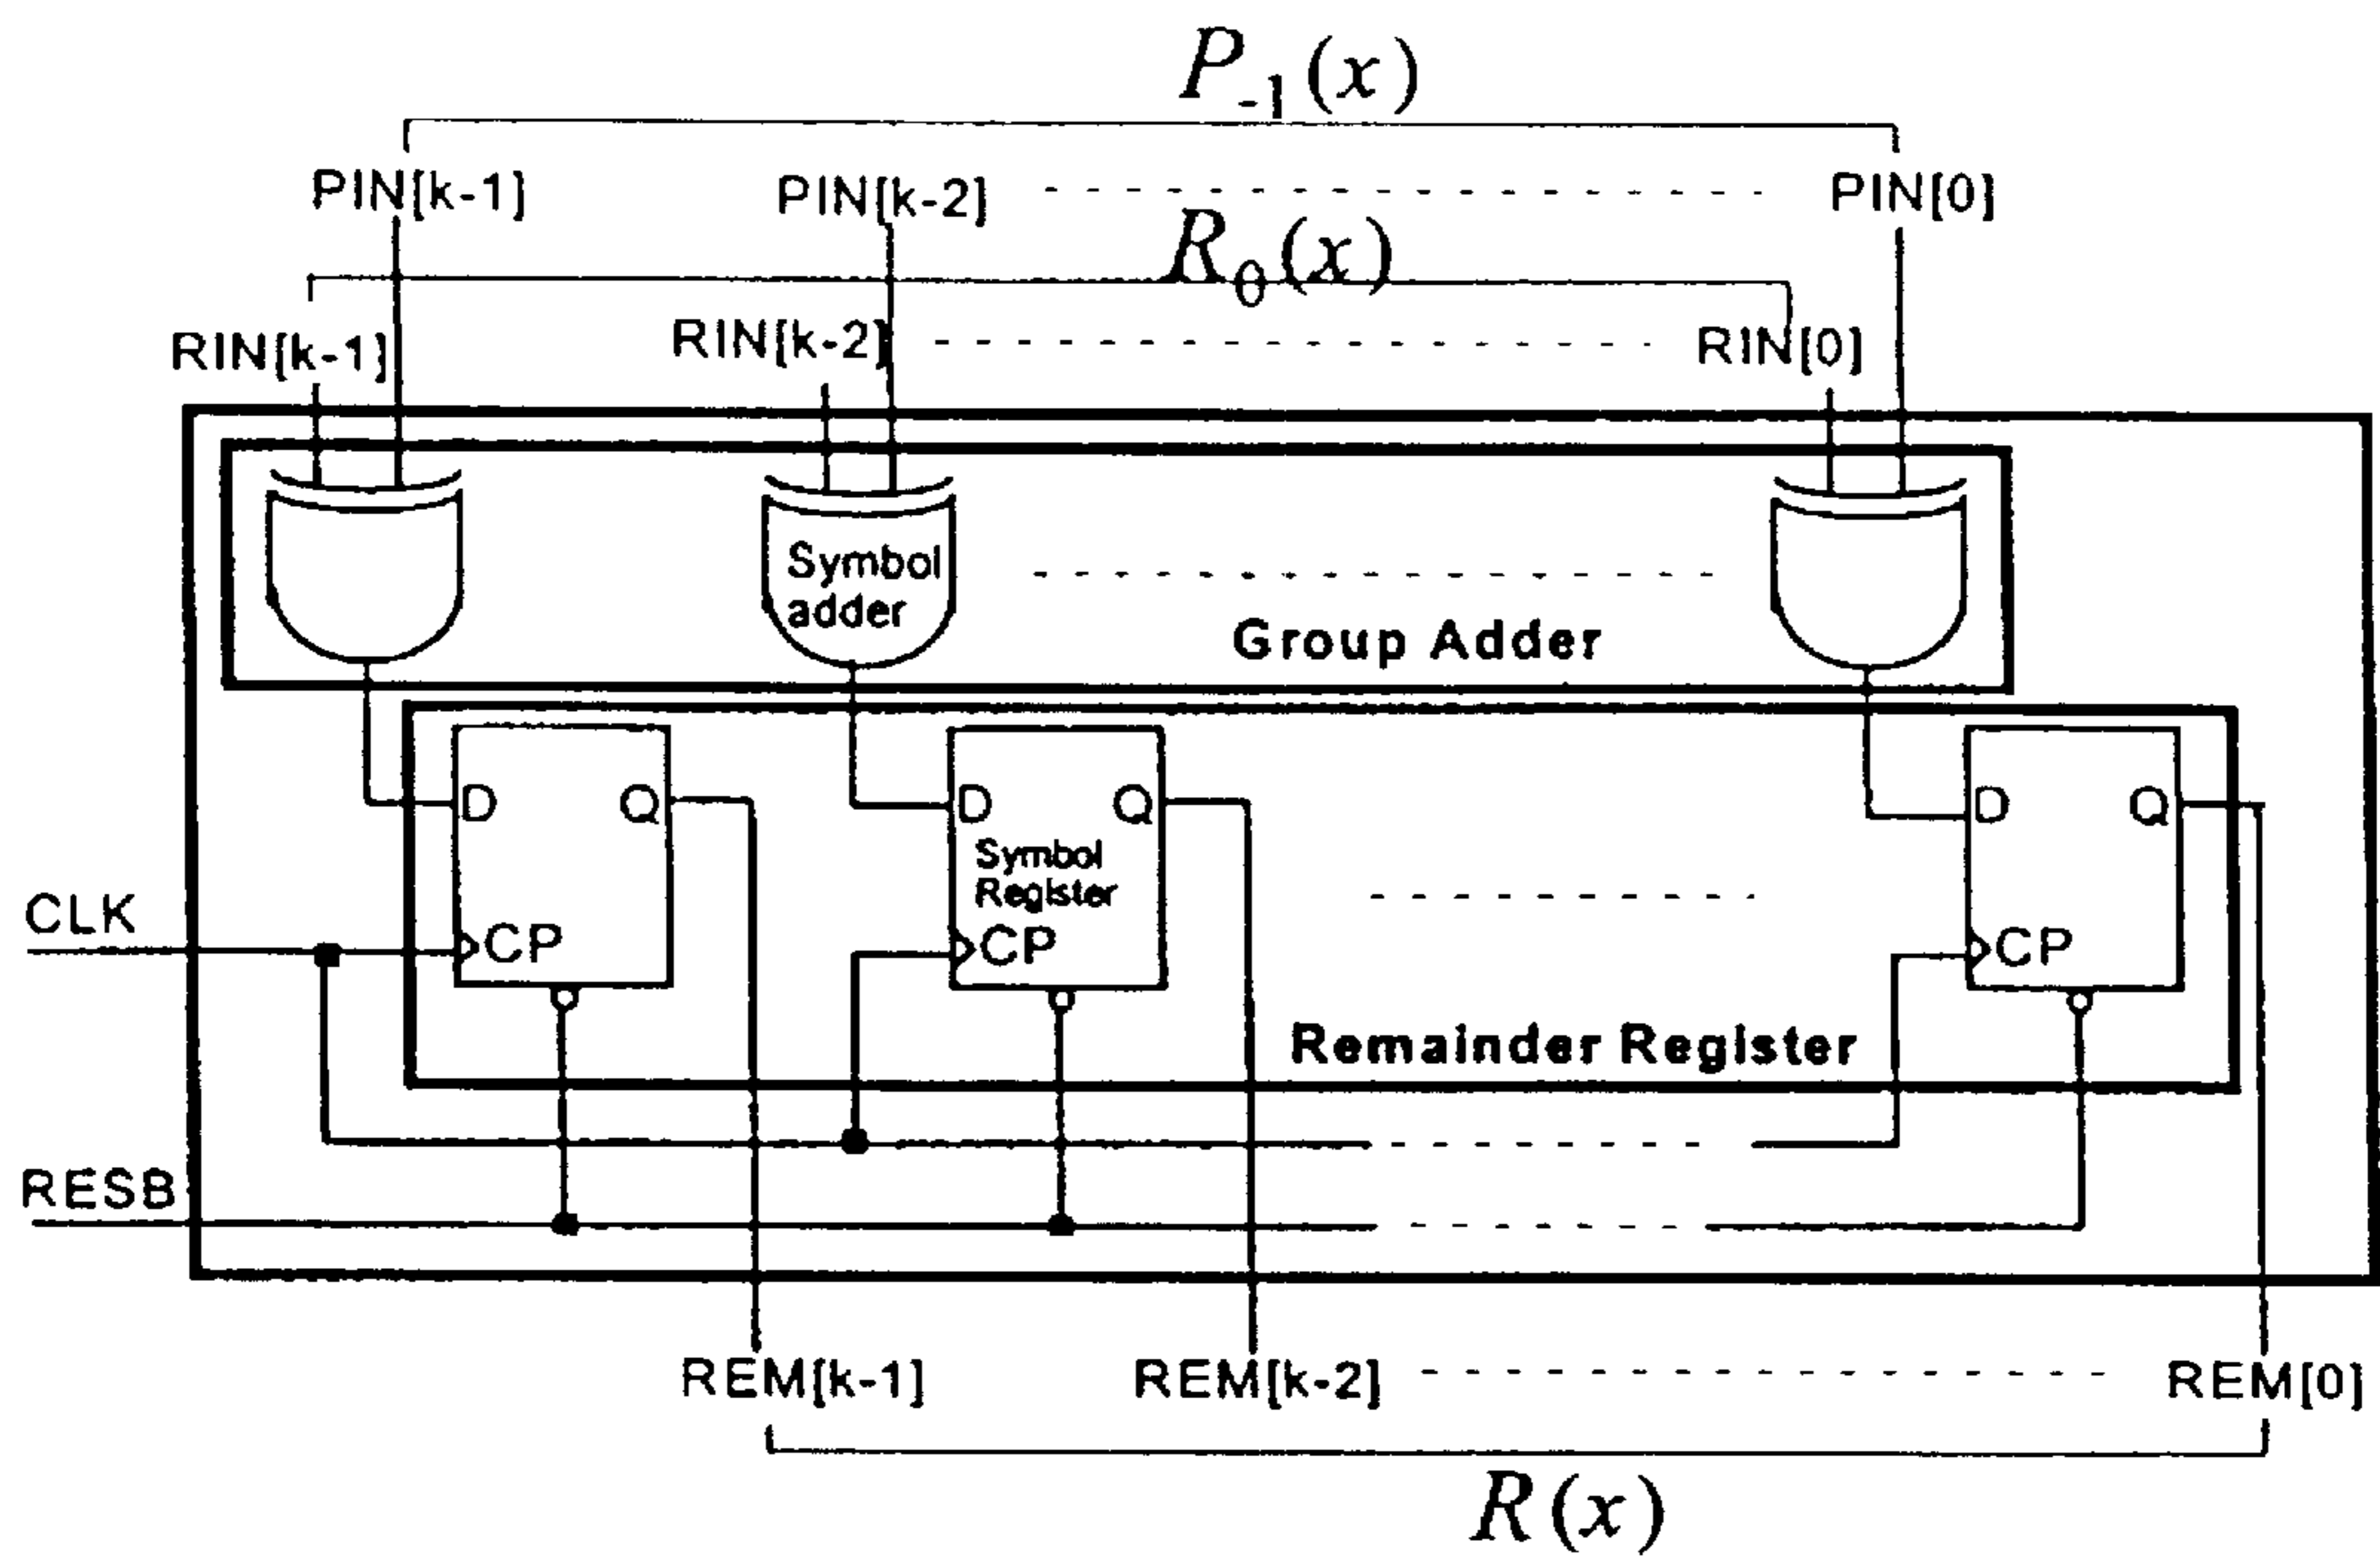 P₋₁(x)
PIN[k-1] PIN[k-2] PIN[0]
R₀(x)
RIN[k-1] RIN[k-2] RIN[0]
Symbol
adder
Group Adder
D Q D Q D Q
Symbol
Register
CLK
CP CP CP
Remainder Register
RESB
REM[k-1] REM[k-2] REM[0]
R(x)